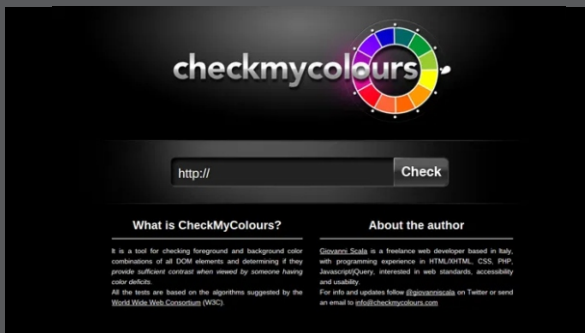 checkmycolours
http://
Check
What is CheckMyColours?
It is a tool for checking foreground and background color
combinations of all DOM elements and determining if they
provide sufficient contrast when viewed by someone having
color deficits.
All the tests are based on the algorithms suggested by the
World Wide Web Consortium (W3C).
About the author
Giovanni Scala is a freelance web developer based in Italy,
with programming experience in HTML/XHTML, CSS, PHP,
Javascript/jQuery, interested in web standards, accessibility
and usability.
For info and updates follow @giovanniscala on Twitter or send
an email to info@checkmycolours.com